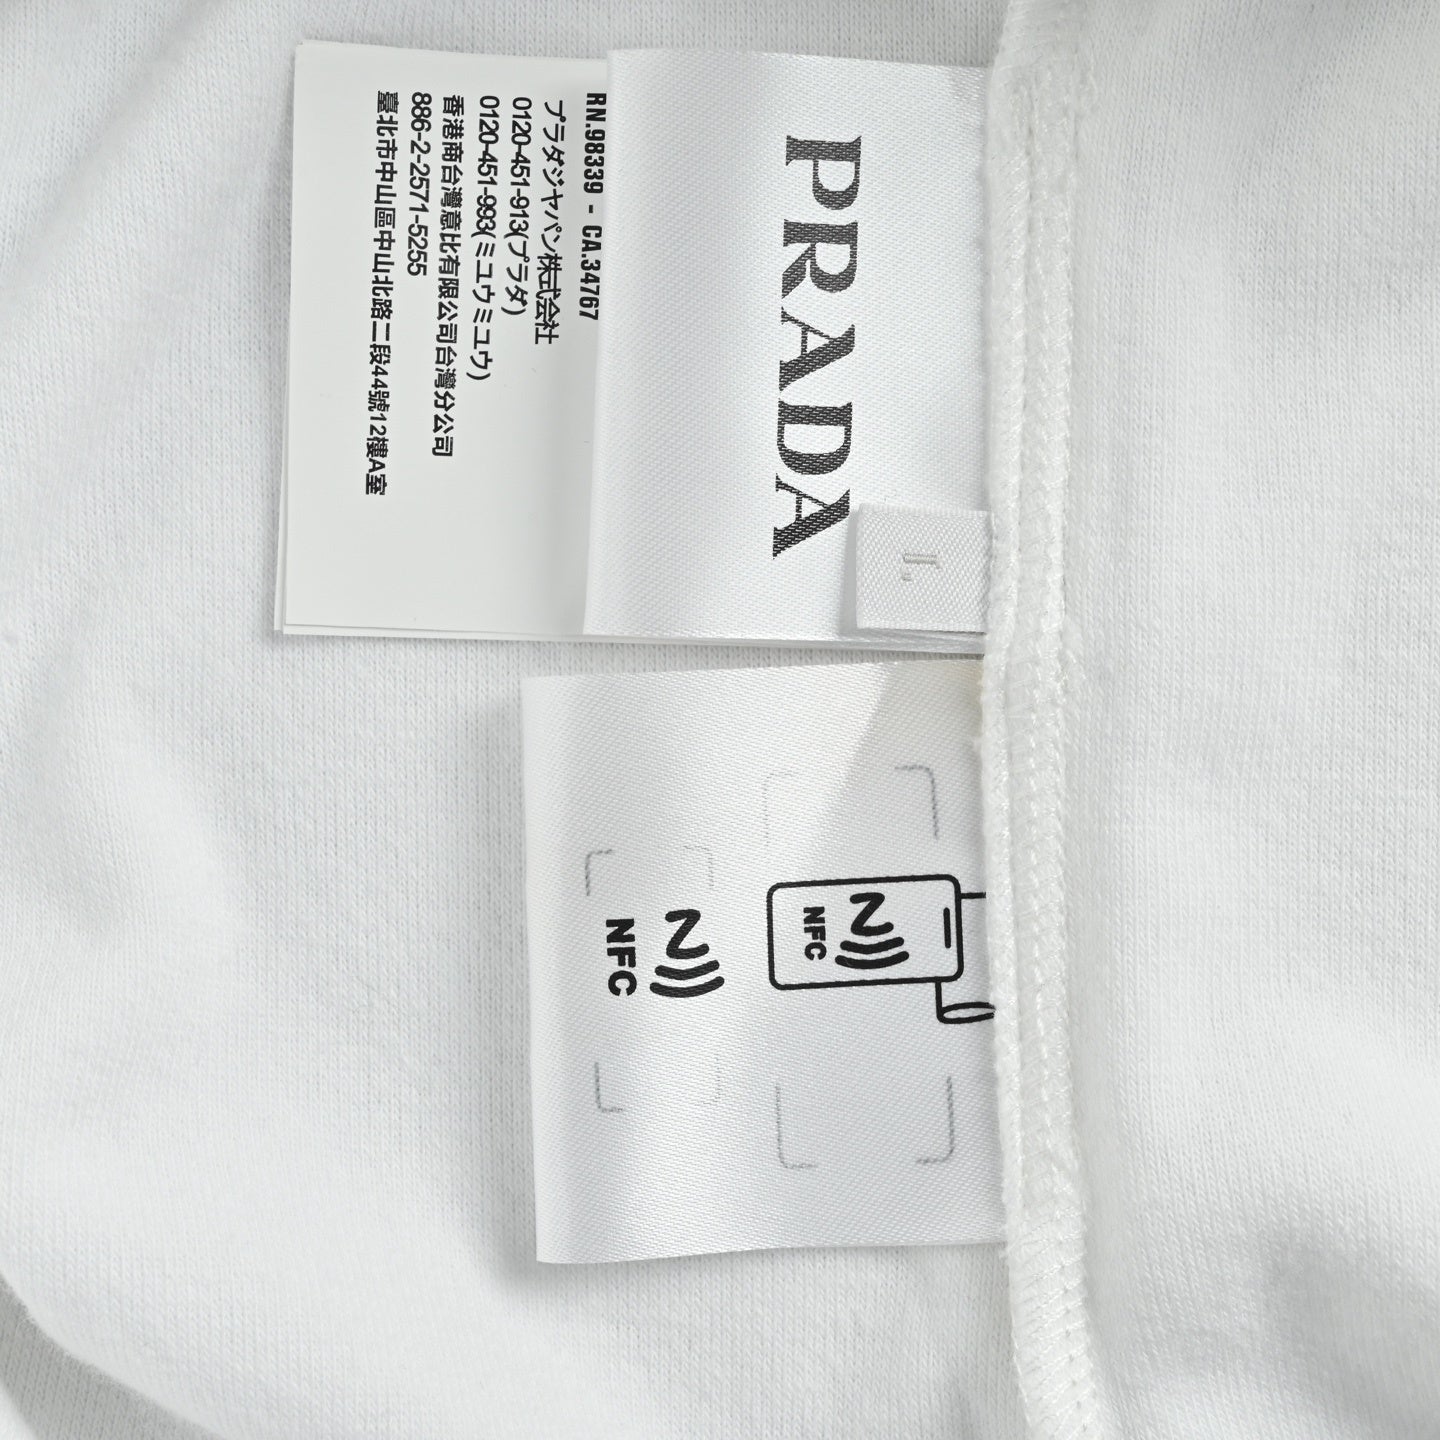 PRADA
L
RN.98339 - CA.34767
プラダジヤパン株式会社
0120-451-913(プラダ)
0120-451-993(ミユウミユウ)
香港商台灣意比有限公司台灣分公司
886-2-2571-5255
臺北市中山區中山北路二段44號12樓A室
N
NFC
N
NFC